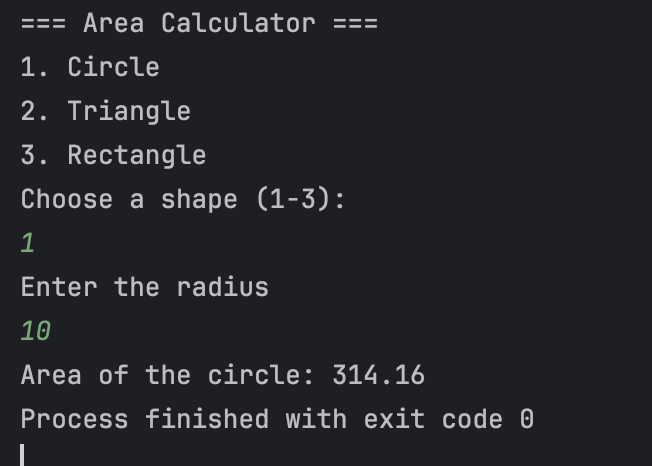 === Area Calculator ===
1. Circle
2. Triangle
3. Rectangle
Choose a shape (1-3):
1
Enter the radius
10
Area of the circle: 314.16
Process finished with exit code 0